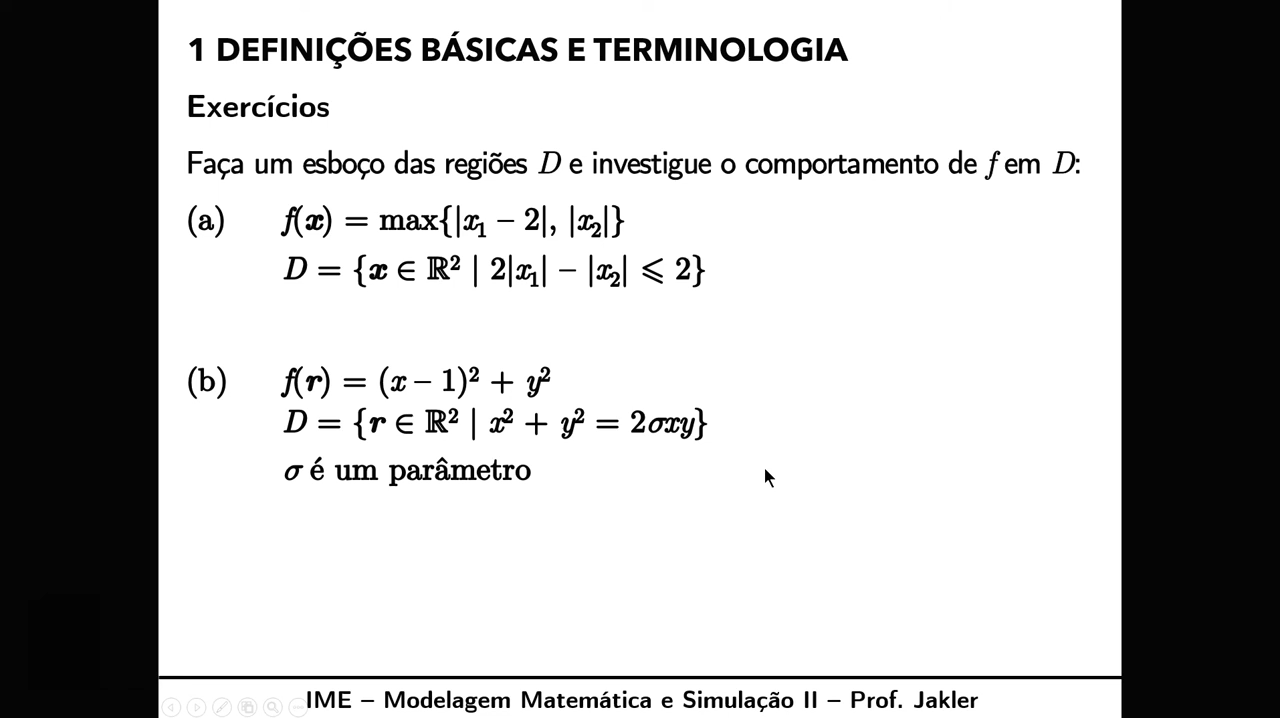 1 DEFINIÇÕES BÁSICAS E TERMINOLOGIA
Exercícios
Faça um esboço das regiões D e investigue o comportamento de f em D:
(a) f(x) = max{|x₁ − 2|, |x₂|}
D = {x ∈ ℝ² | 2|x₁| − |x₂| ⩽ 2}
(b) f(r) = (x − 1)² + y²
D = {r ∈ ℝ² | x² + y² = 2σxy}
σ é um parâmetro
IME – Modelagem Matemática e Simulação II – Prof. Jakler